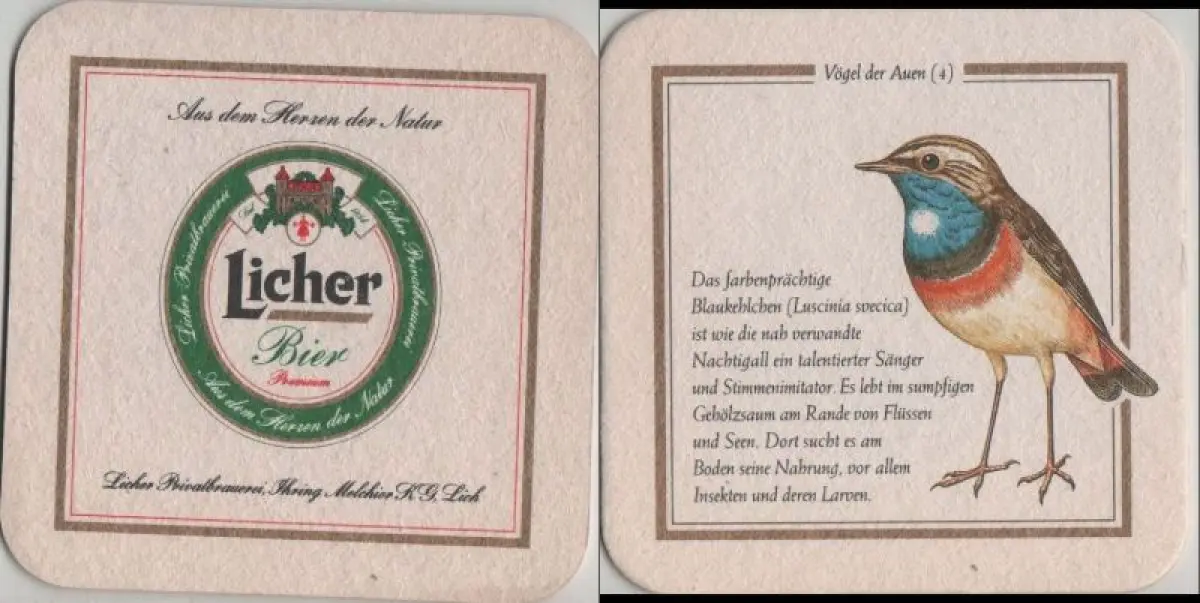 Aus dem Herzen der Natur
Licher Privatbrauerei
Licher Privatbrauerei
Licher
Bier
Premium
Aus dem Herzen der Natur
Licher Privatbrauerei, Ihring-Melchior K.G. Lich
Vögel der Auen (4)
Das farbenprächtige
Blaukehlchen (Luscinia svecica)
ist wie die nah verwandte
Nachtigall ein talentierter Sänger
und Stimmenimitator. Es lebt im sumpfigen
Gehölzsaum am Rande von Flüssen
und Seen. Dort sucht es am
Boden seine Nahrung, vor allem
Insekten und deren Larven.